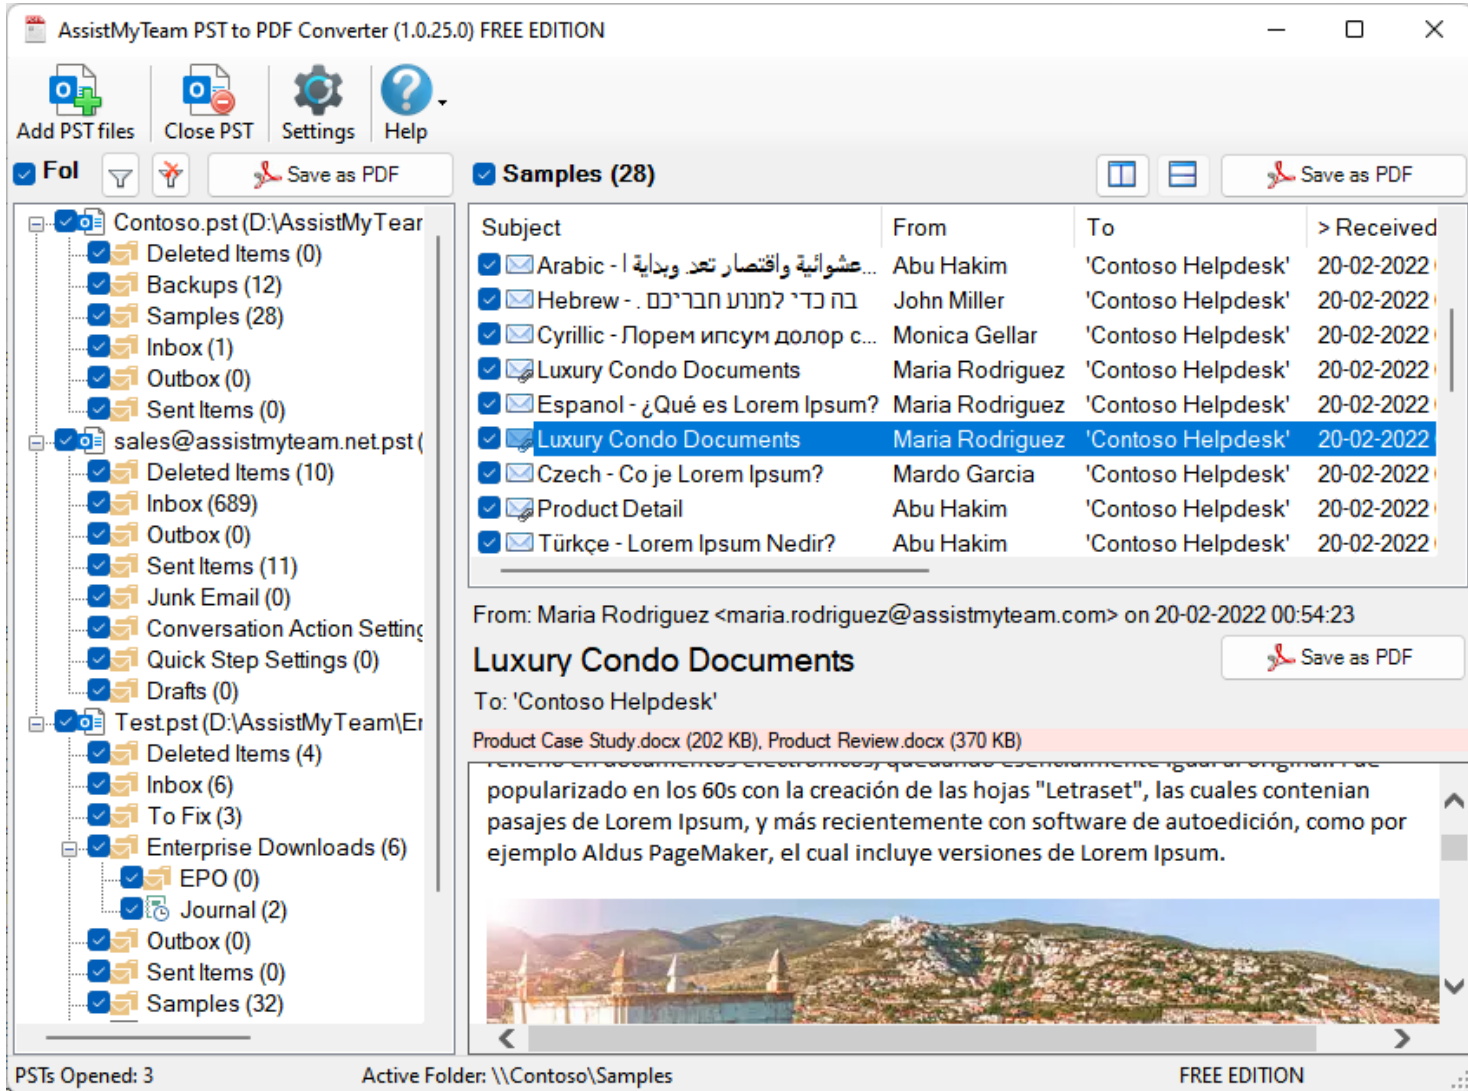 AssistMyTeam PST to PDF Converter (1.0.25.0) FREE EDITION
Add PST files
Close PST
Settings
Help
Fol
Save as PDF
Contoso.pst (D:\AssistMyTear
Deleted Items (0)
Backups (12)
Samples (28)
Inbox (1)
Outbox (0)
Sent Items (0)
sales@assistmyteam.net.pst (
Deleted Items (10)
Inbox (689)
Outbox (0)
Sent Items (11)
Junk Email (0)
Conversation Action Setting
Quick Step Settings (0)
Drafts (0)
Test.pst (D:\AssistMyTeam\Er
Deleted Items (4)
Inbox (6)
To Fix (3)
Enterprise Downloads (6)
EPO (0)
Journal (2)
Outbox (0)
Sent Items (0)
Samples (32)
Samples (28)
Save as PDF
Subject From To > Received
Arabic - عشوائية واقتصار تعد. وبداية ا... Abu Hakim 'Contoso Helpdesk' 20-02-2022
Hebrew - . בה כדי למנוע חבריכם John Miller 'Contoso Helpdesk' 20-02-2022
Cyrillic - Лорем ипсум долор с... Monica Gellar 'Contoso Helpdesk' 20-02-2022
Luxury Condo Documents Maria Rodriguez 'Contoso Helpdesk' 20-02-2022
Espanol - ¿Qué es Lorem Ipsum? Maria Rodriguez 'Contoso Helpdesk' 20-02-2022
Luxury Condo Documents Maria Rodriguez 'Contoso Helpdesk' 20-02-2022
Czech - Co je Lorem Ipsum? Mardo Garcia 'Contoso Helpdesk' 20-02-2022
Product Detail Abu Hakim 'Contoso Helpdesk' 20-02-2022
Türkçe - Lorem Ipsum Nedir? Abu Hakim 'Contoso Helpdesk' 20-02-2022
From: Maria Rodriguez <maria.rodriguez@assistmyteam.com> on 20-02-2022 00:54:23
Luxury Condo Documents
Save as PDF
To: 'Contoso Helpdesk'
Product Case Study.docx (202 KB), Product Review.docx (370 KB)
relleno en documentos electrónicos, quedando esencialmente igual al original. Fue
popularizado en los 60s con la creación de las hojas "Letraset", las cuales contenian
pasajes de Lorem Ipsum, y más recientemente con software de autoedición, como por
ejemplo Aldus PageMaker, el cual incluye versiones de Lorem Ipsum.
PSTs Opened: 3
Active Folder: \\Contoso\Samples
FREE EDITION